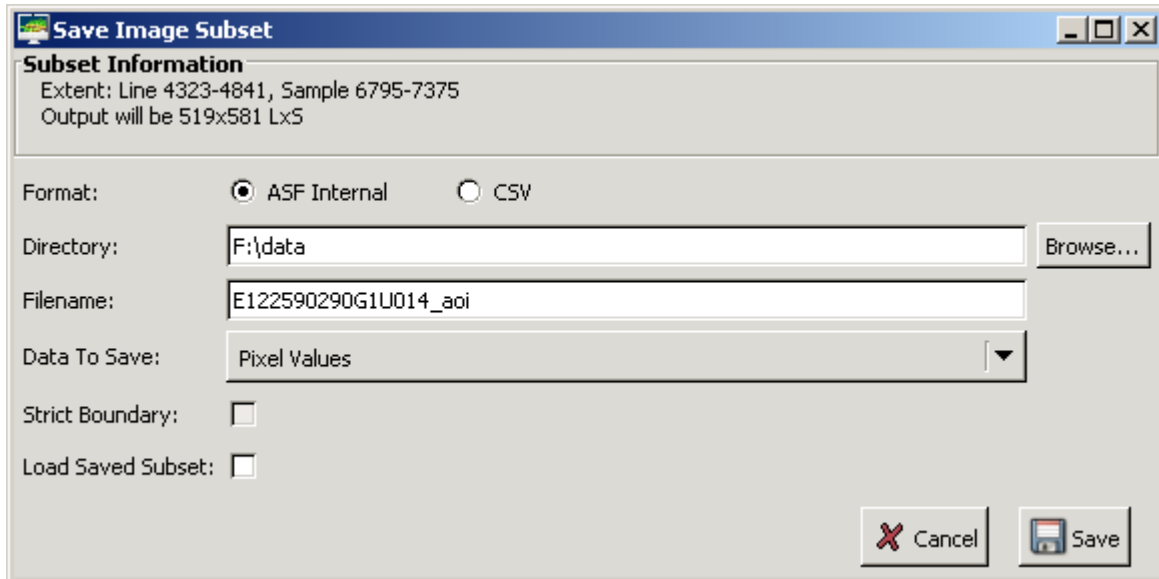 Save Image Subset
Subset Information
Extent: Line 4323-4841, Sample 6795-7375
Output will be 519x581 LxS
Format: ASF Internal CSV
Directory: F:\data Browse...
Filename: E122590290G1U014_aoi
Data To Save: Pixel Values
Strict Boundary:
Load Saved Subset:
Cancel Save